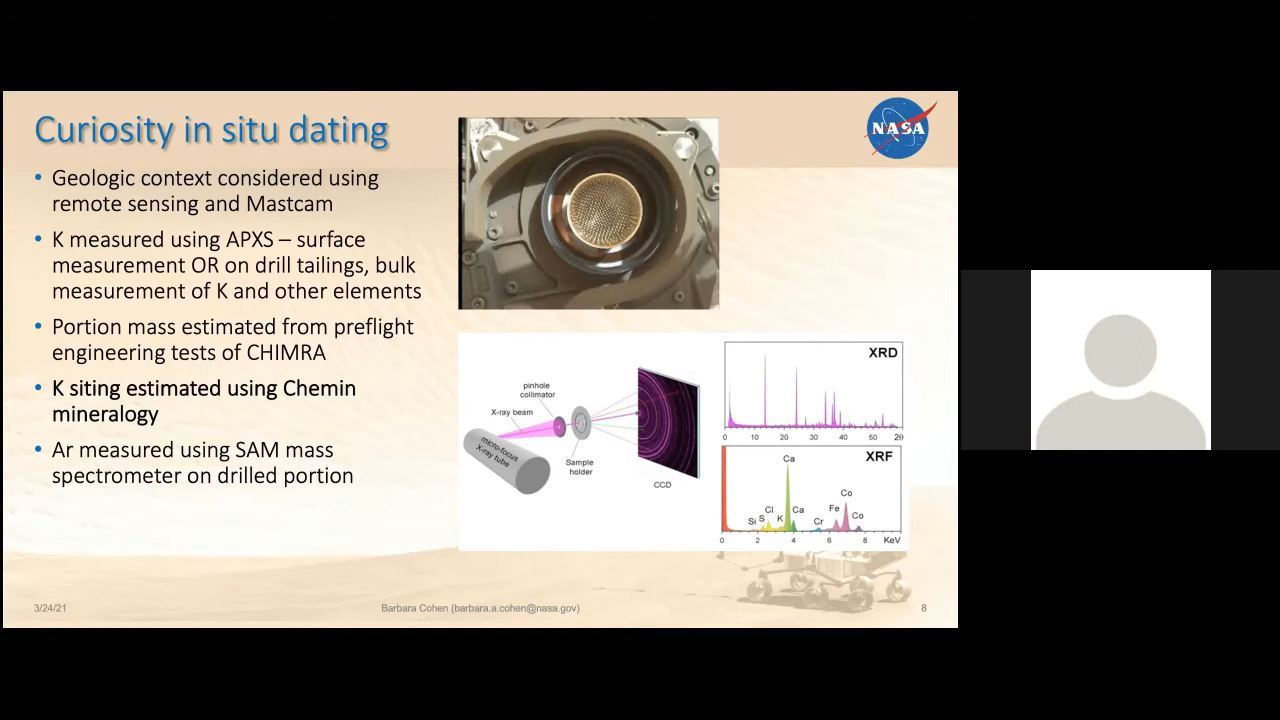 Curiosity in situ dating
NASA
• Geologic context considered using
remote sensing and Mastcam
• K measured using APXS – surface
measurement OR on drill tailings, bulk
measurement of K and other elements
• Portion mass estimated from preflight
engineering tests of CHIMRA
• K siting estimated using Chemin
mineralogy
• Ar measured using SAM mass
spectrometer on drilled portion
pinhole
collimator
X-ray beam
micro-focus
X-ray tube
Sample
holder
CCD
XRD
0 10 20 30 40 50 2θ
XRF
Ca
Co
Cl
Ca
Fe
Co
Si
S
K
Cr
0 2 4 6 8 KeV
3/24/21
Barbara Cohen (barbara.a.cohen@nasa.gov)
8